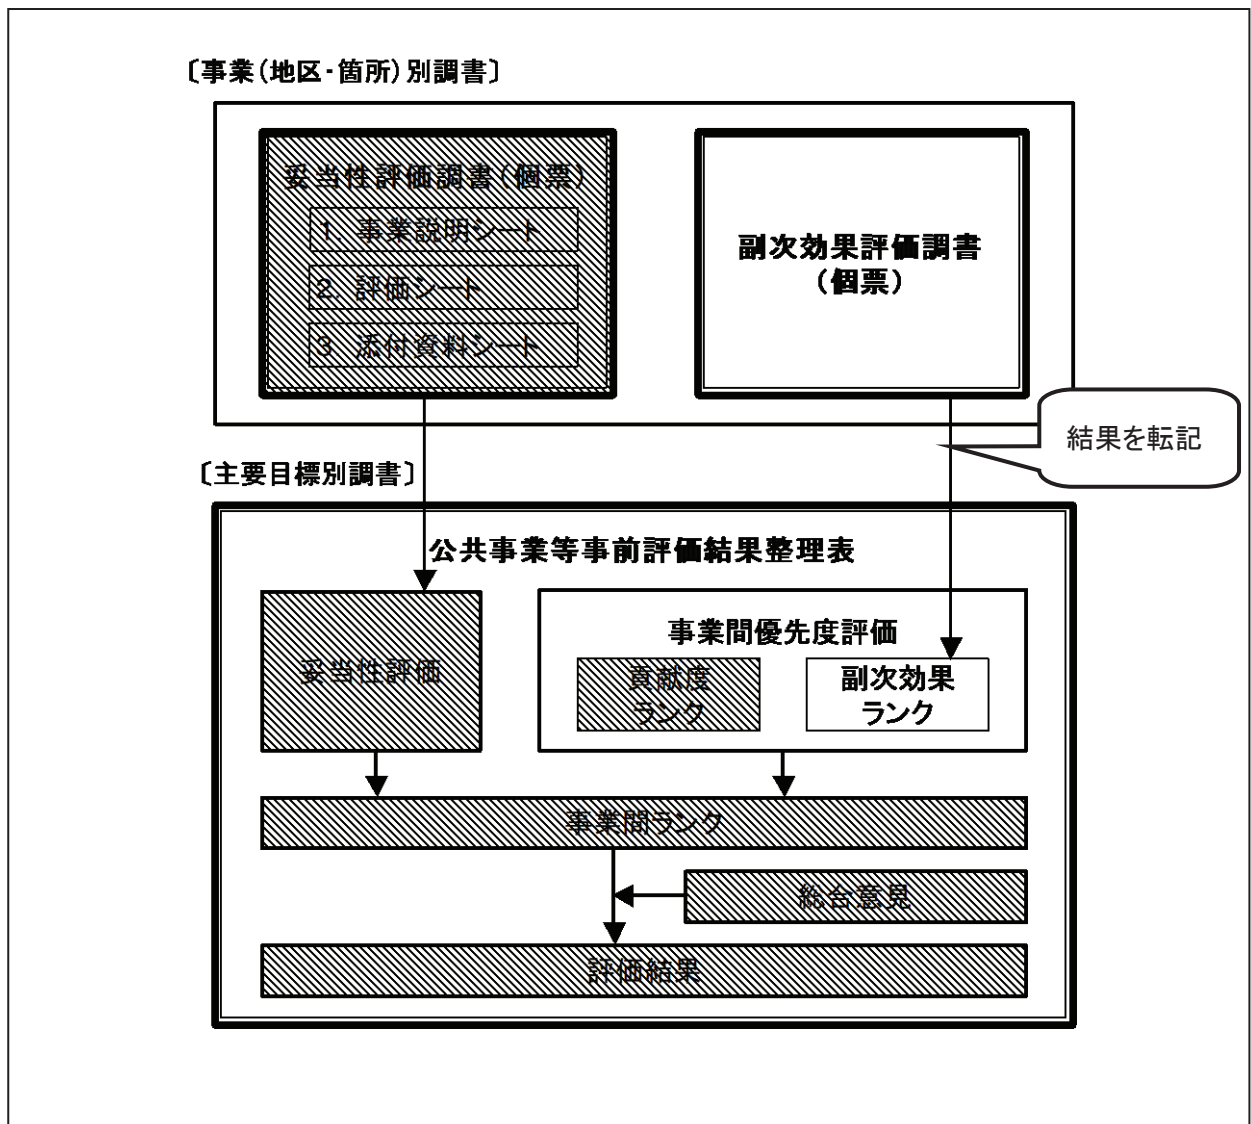 〔事業(地区・箇所)別調書〕
妥当性評価調書(個票)
1. 事業説明シート
2. 評価シート
3. 添付資料シート
副次効果評価調書
(個票)
結果を転記
〔主要目標別調書〕
公共事業等事前評価結果整理表
妥当性評価
事業間優先度評価
貢献度
ランク
副次効果
ランク
事業間ランク
総合意見
評価結果